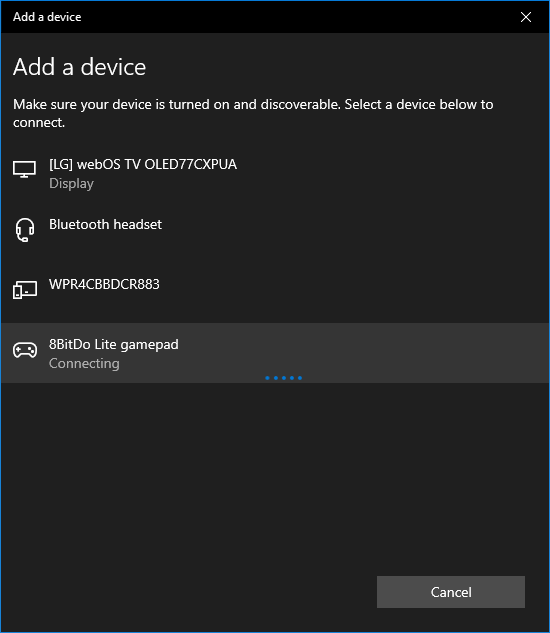 Add a device
Add a device
Make sure your device is turned on and discoverable. Select a device below to
connect.
[LG] webOS TV OLED77CXPUA
Display
Bluetooth headset
WPR4CBBDCR883
8BitDo Lite gamepad
Connecting
Cancel